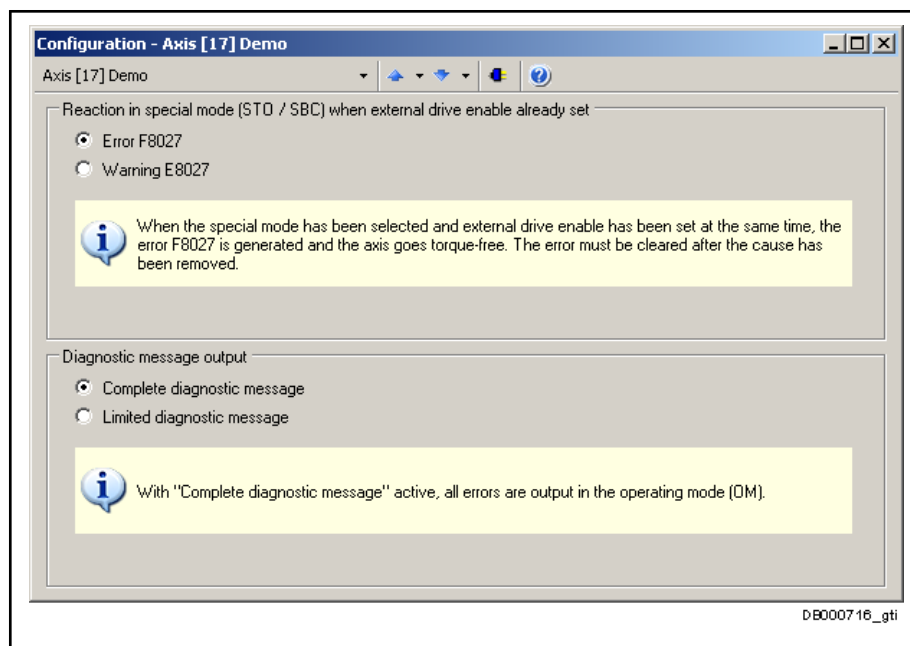 Configuration - Axis [17] Demo
Axis [17] Demo
Reaction in special mode (STO / SBC) when external drive enable already set
Error F8027
Warning E8027
When the special mode has been selected and external drive enable has been set at the same time, the
error F8027 is generated and the axis goes torque-free. The error must be cleared after the cause has
been removed.
Diagnostic message output
Complete diagnostic message
Limited diagnostic message
With "Complete diagnostic message" active, all errors are output in the operating mode (OM).
DB000716_gti